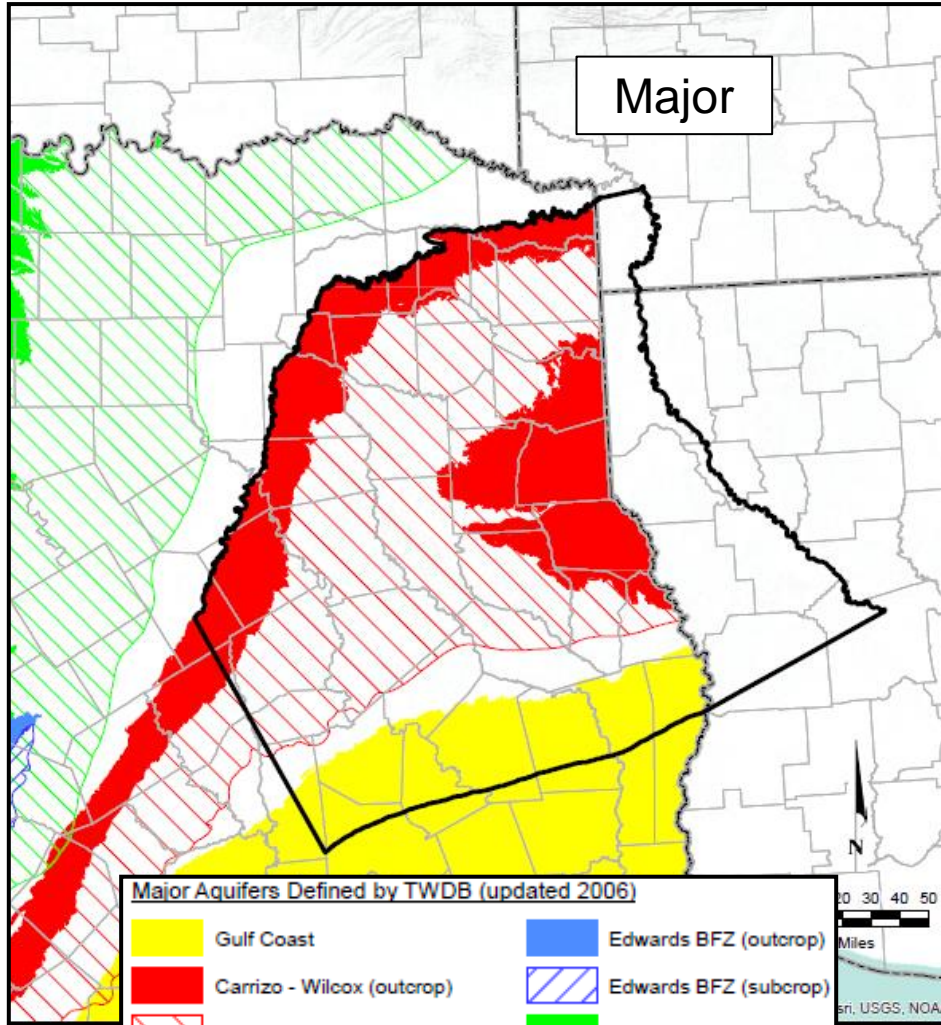 Major
N
20 30 40 50
Miles
Major Aquifers Defined by TWDB (updated 2006)
Gulf Coast
Edwards BFZ (outcrop)
Carrizo - Wilcox (outcrop)
Edwards BFZ (subcrop)
USGS, NOA